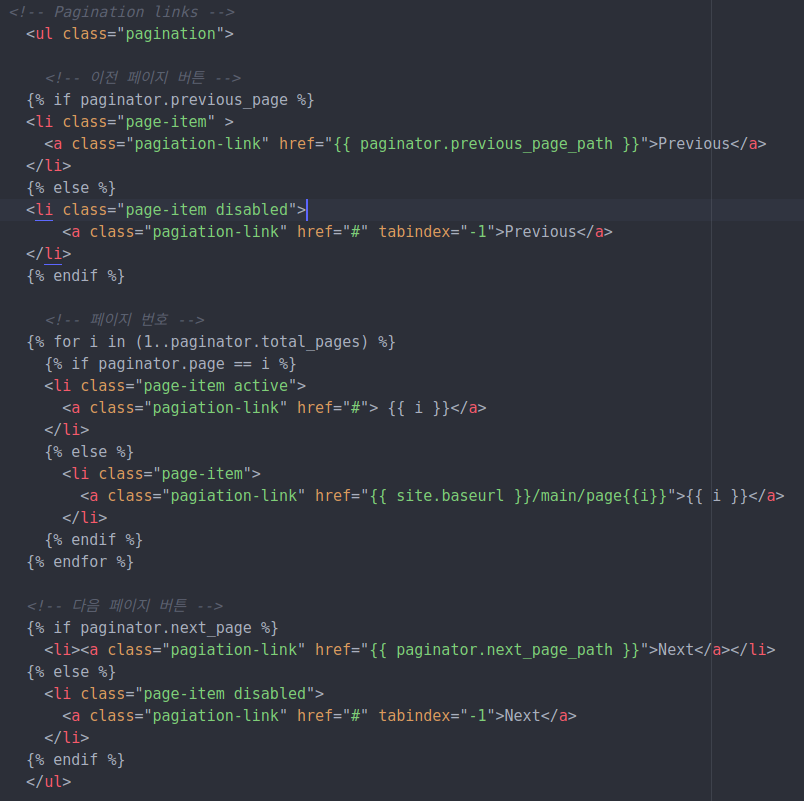 <!-- Pagination links -->
<ul class="pagination">
<!-- 이전 페이지 버튼 -->
{% if paginator.previous_page %}
<li class="page-item" >
<a class="pagiation-link" href="{{ paginator.previous_page_path }}">Previous</a>
</li>
{% else %}
<li class="page-item disabled">
<a class="pagiation-link" href="#" tabindex="-1">Previous</a>
</li>
{% endif %}
<!-- 페이지 번호 -->
{% for i in (1..paginator.total_pages) %}
{% if paginator.page == i %}
<li class="page-item active">
<a class="pagiation-link" href="#"> {{ i }}</a>
</li>
{% else %}
<li class="page-item">
<a class="pagiation-link" href="{{ site.baseurl }}/main/page{{i}}">{{ i }}</a>
</li>
{% endif %}
{% endfor %}
<!-- 다음 페이지 버튼 -->
{% if paginator.next_page %}
<li><a class="pagiation-link" href="{{ paginator.next_page_path }}">Next</a></li>
{% else %}
<li class="page-item disabled">
<a class="pagiation-link" href="#" tabindex="-1">Next</a>
</li>
{% endif %}
</ul>